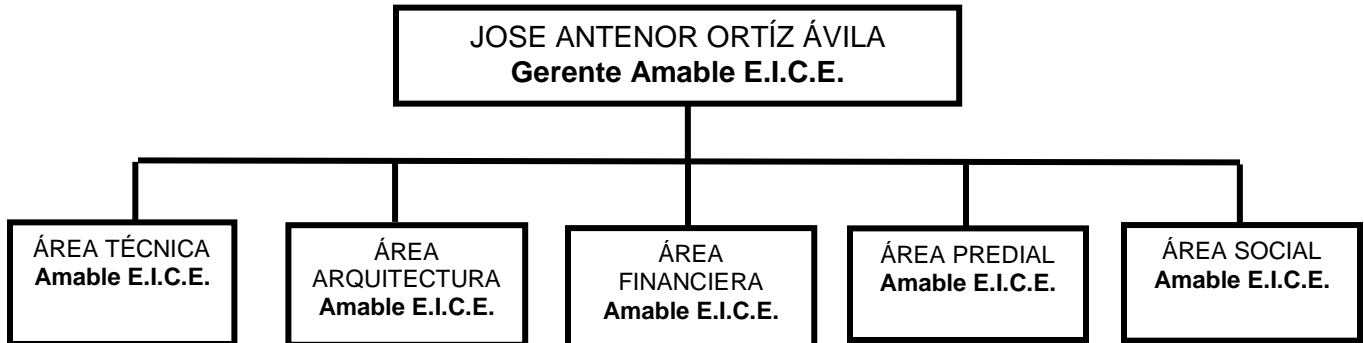 JOSE ANTENOR ORTÍZ ÁVILA
Gerente Amable E.I.C.E.
ÁREA TÉCNICA
Amable E.I.C.E.
ÁREA
ARQUITECTURA
Amable E.I.C.E.
ÁREA
FINANCIERA
Amable E.I.C.E.
ÁREA PREDIAL
Amable E.I.C.E.
ÁREA SOCIAL
Amable E.I.C.E.